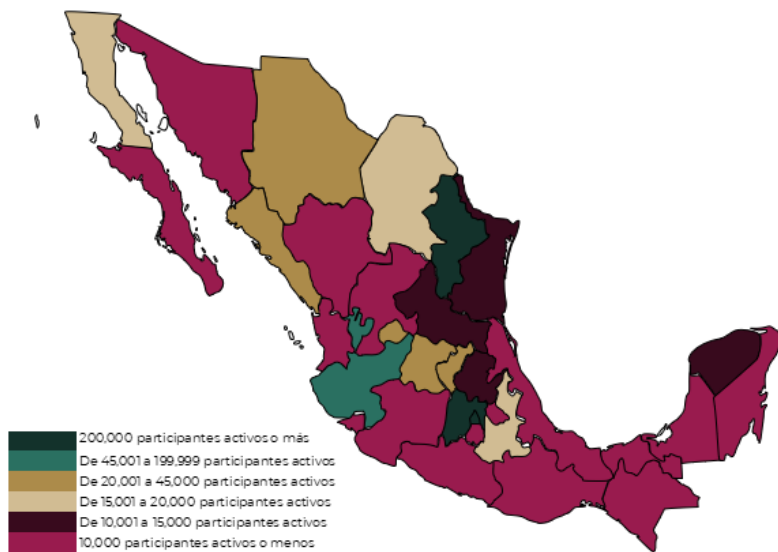 200,000 participantes activos o más
De 45,001 a 199,999 participantes activos
De 20,001 a 45,000 participantes activos
De 15,001 a 20,000 participantes activos
De 10,001 a 15,000 participantes activos
10,000 participantes activos o menos